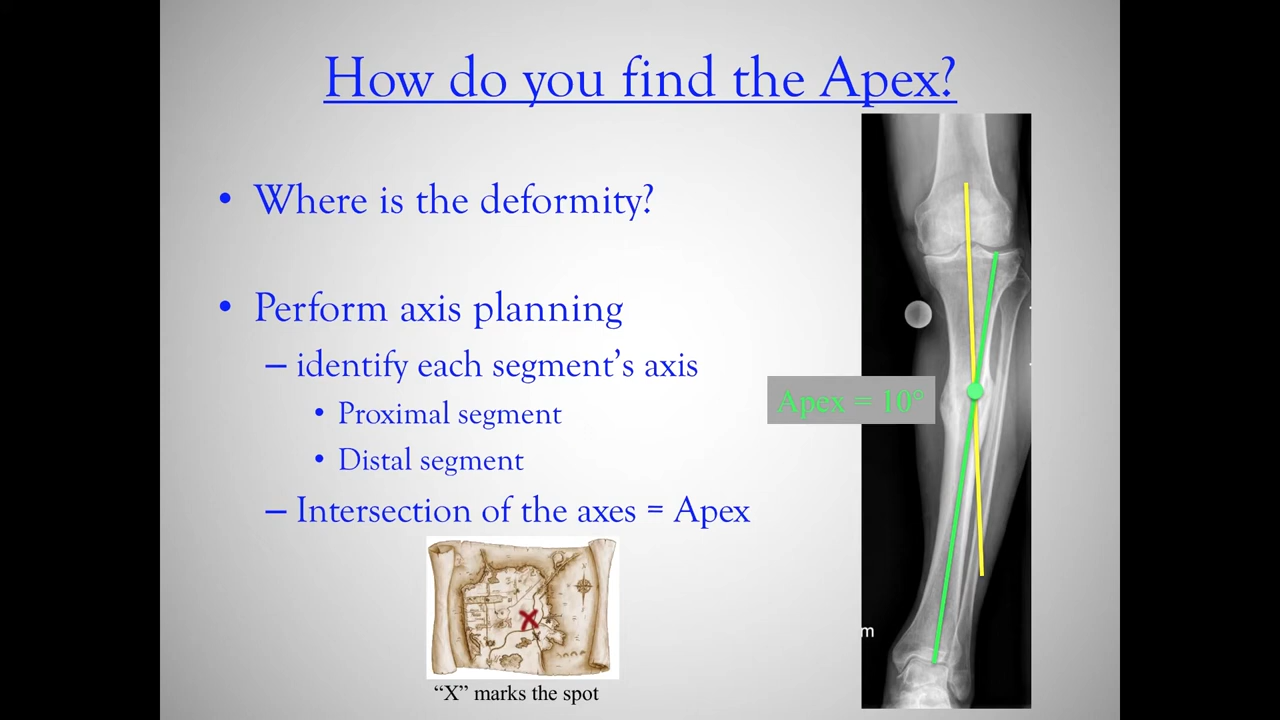 How do you find the Apex?
• Where is the deformity?
• Perform axis planning
– identify each segment's axis
• Proximal segment
• Distal segment
– Intersection of the axes = Apex
Apex = 10°
m
“X” marks the spot